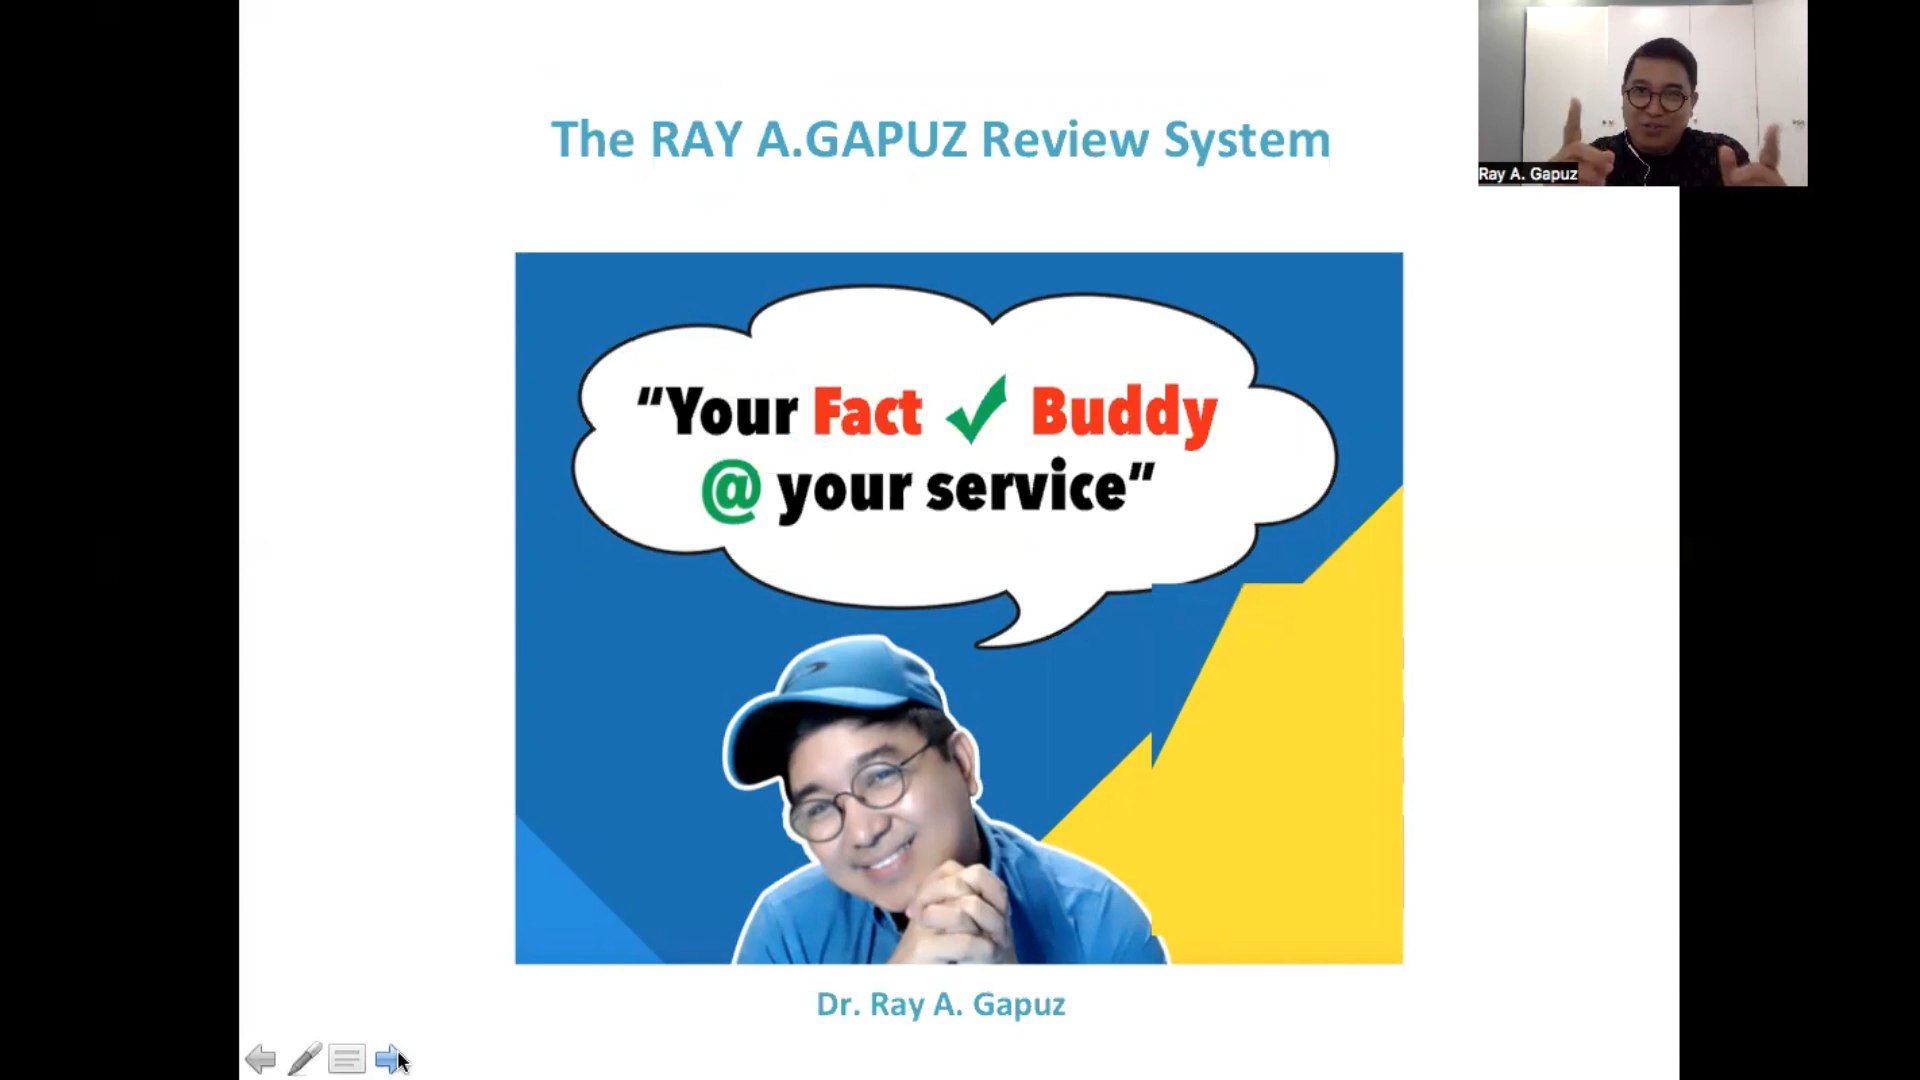 The RAY A.GAPUZ Review System
Ray A. Gapuz
“Your Fact ✓ Buddy
@ your service”
Dr. Ray A. Gapuz